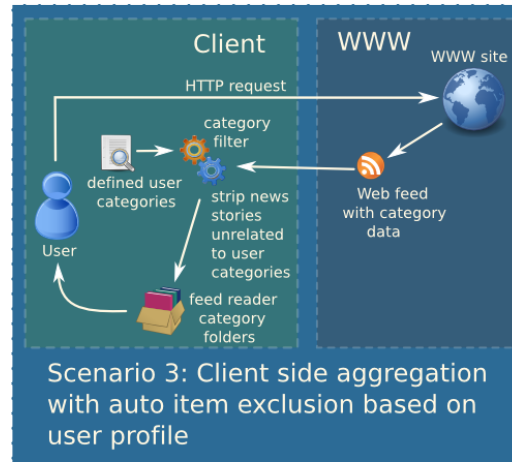 Client
WWW
WWW site
HTTP request
category
filter
defined user
categories
Web feed
with category
data
strip news
stories
unrelated
to user
categories
User
feed reader
category
folders
Scenario 3: Client side aggregation
with auto item exclusion based on
user profile